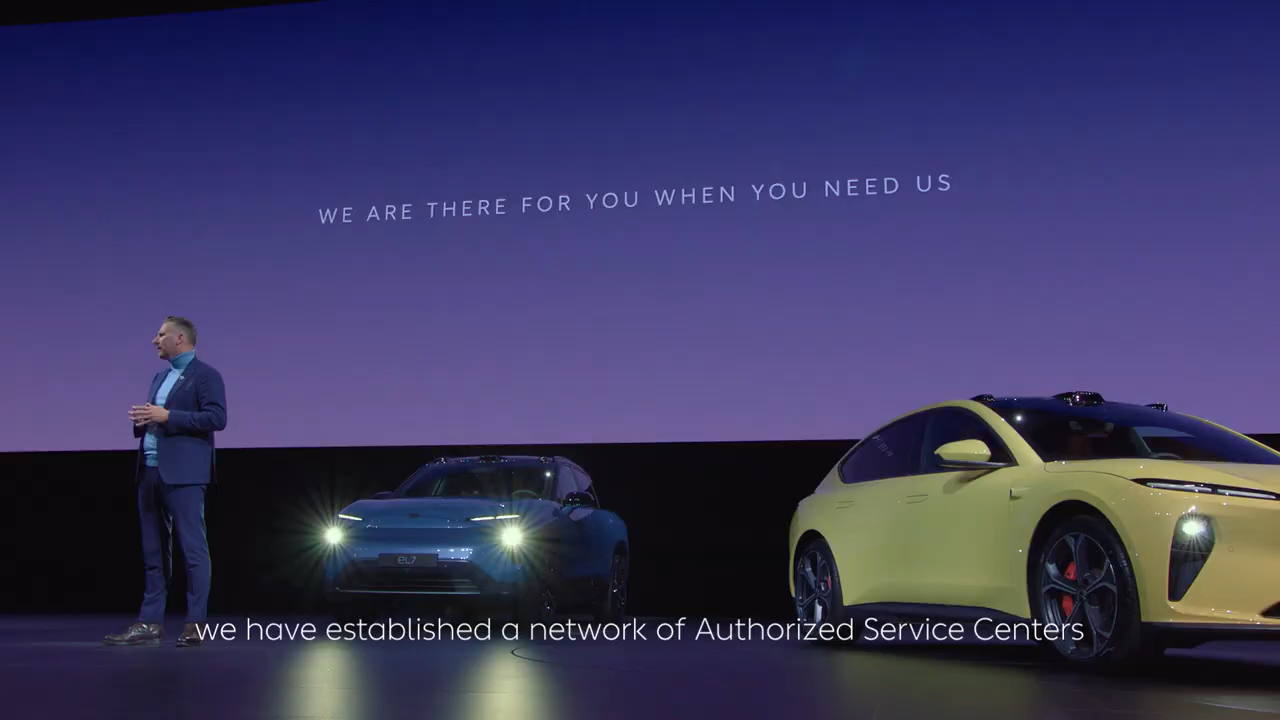 WE ARE THERE FOR YOU WHEN YOU NEED US
EL7
we have established a network of Authorized Service Centers